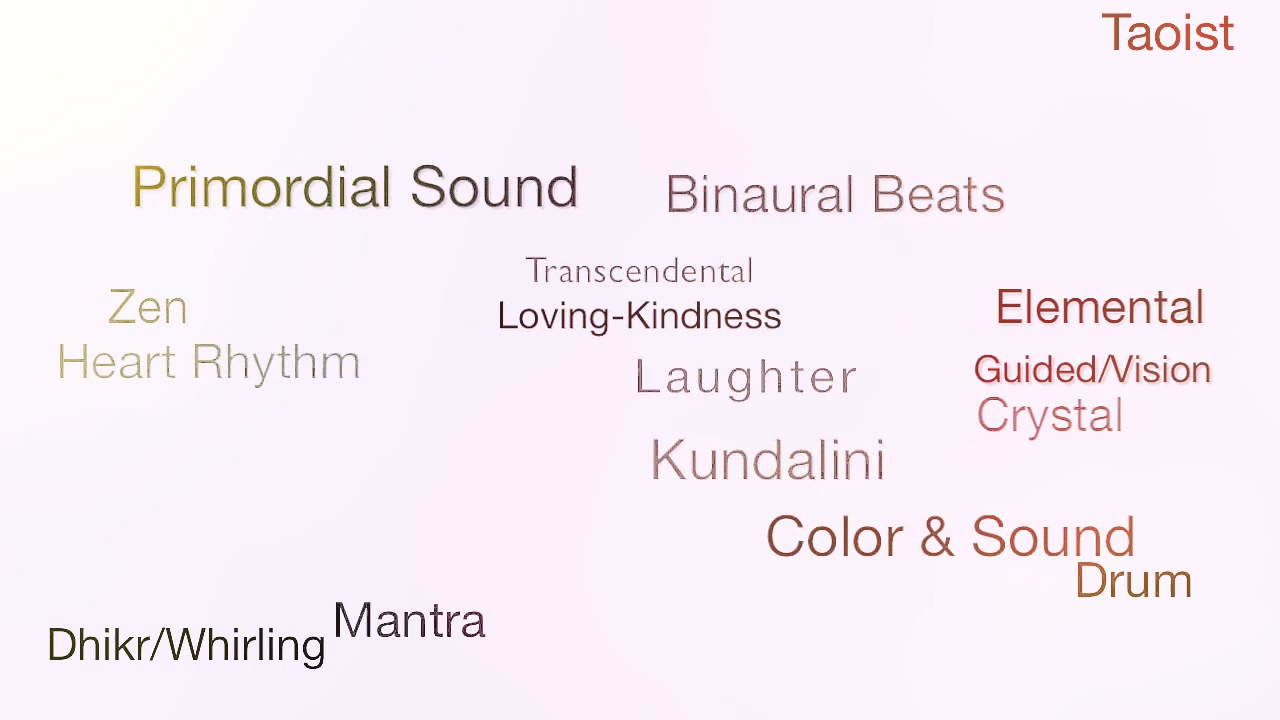 Taoist
Primordial Sound
Binaural Beats
Transcendental
Zen
Loving-Kindness
Elemental
Heart Rhythm
Laughter
Guided/Vision
Crystal
Kundalini
Color & Sound
Drum
Mantra
Dhikr/Whirling